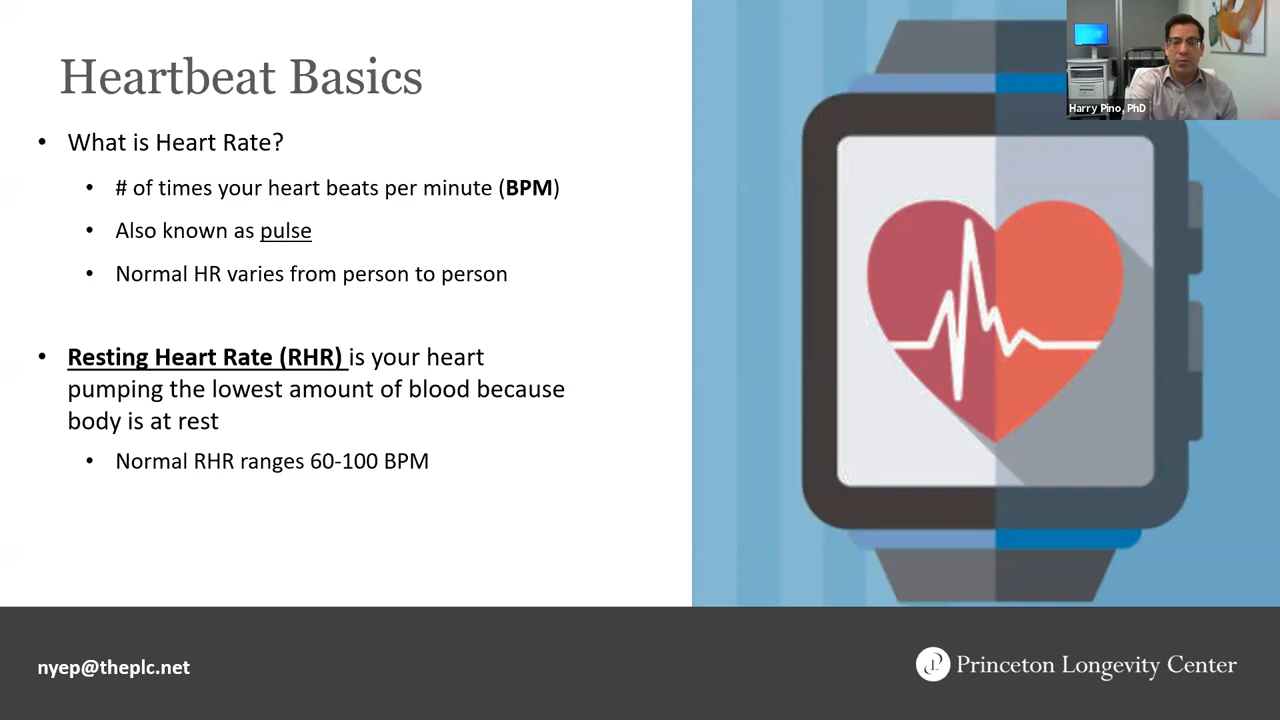 Heartbeat Basics
• What is Heart Rate?
• # of times your heart beats per minute (BPM)
• Also known as pulse
• Normal HR varies from person to person
• Resting Heart Rate (RHR) is your heart
pumping the lowest amount of blood because
body is at rest
• Normal RHR ranges 60-100 BPM
Harry Pino, PhD
nyep@theplc.net
Princeton Longevity Center